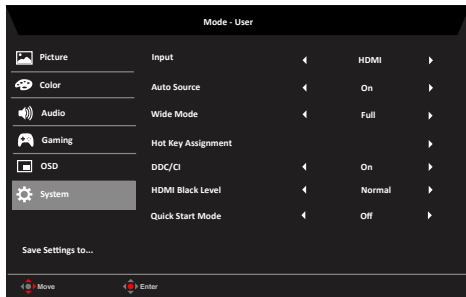 Mode - User
Picture
Color
Audio
Gaming
OSD
System
Input HDMI
Auto Source On
Wide Mode Full
Hot Key Assignment
DDC/CI On
HDMI Black Level Normal
Quick Start Mode Off
Save Settings to...
Move Enter